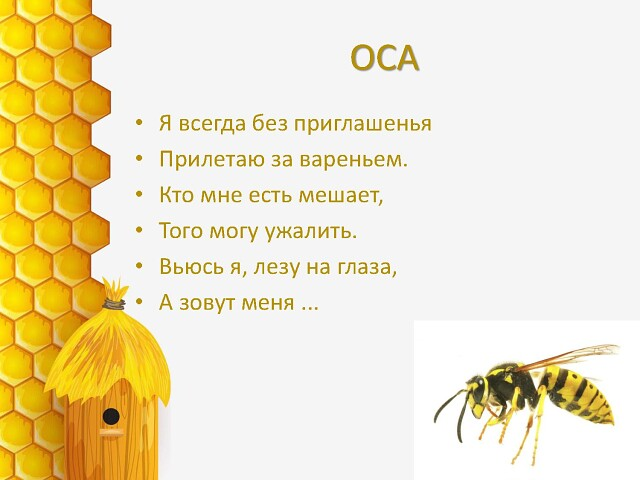 ОСА
• Я всегда без приглашенья
• Прилетаю за вареньем.
• Кто мне есть мешает,
• Того могу ужалить.
• Вьюсь я, лезу на глаза,
• А зовут меня ...